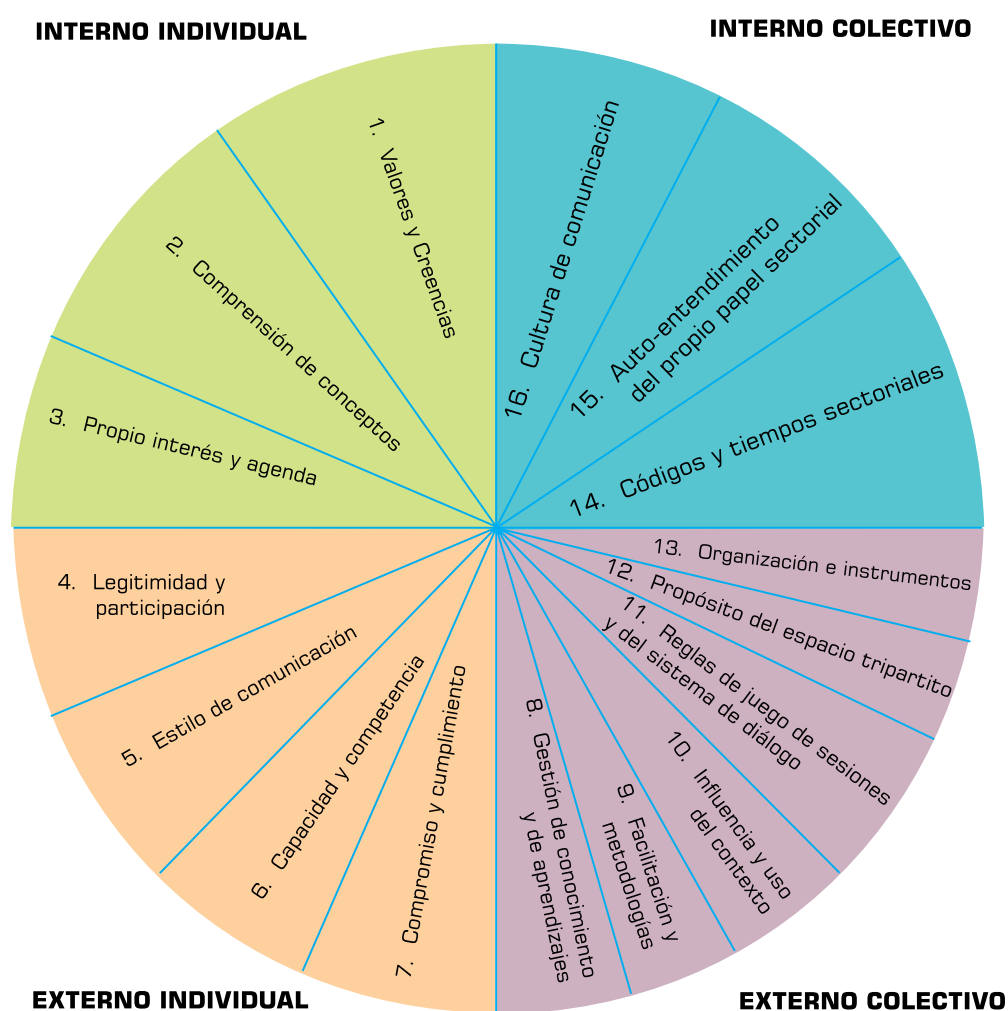 INTERNO INDIVIDUAL
INTERNO COLECTIVO
1. Valores y Creencias
2. Comprensión de conceptos
3. Propio interés y agenda
4. Legitimidad y
participación
5. Estilo de comunicación
6. Capacidad y competencia
7. Compromiso y cumplimiento
8. Gestión de conocimiento
y de aprendizajes
9. Facilitación y
metodologías
10. Influencia y uso
del contexto
11. Reglas de juego de sesiones
y del sistema de diálogo
12. Propósito del espacio tripartito
13. Organización e instrumentos
14. Códigos y tiempos sectoriales
15. Auto-entendimiento
del propio papel sectorial
16. Cultura de comunicación
EXTERNO INDIVIDUAL
EXTERNO COLECTIVO